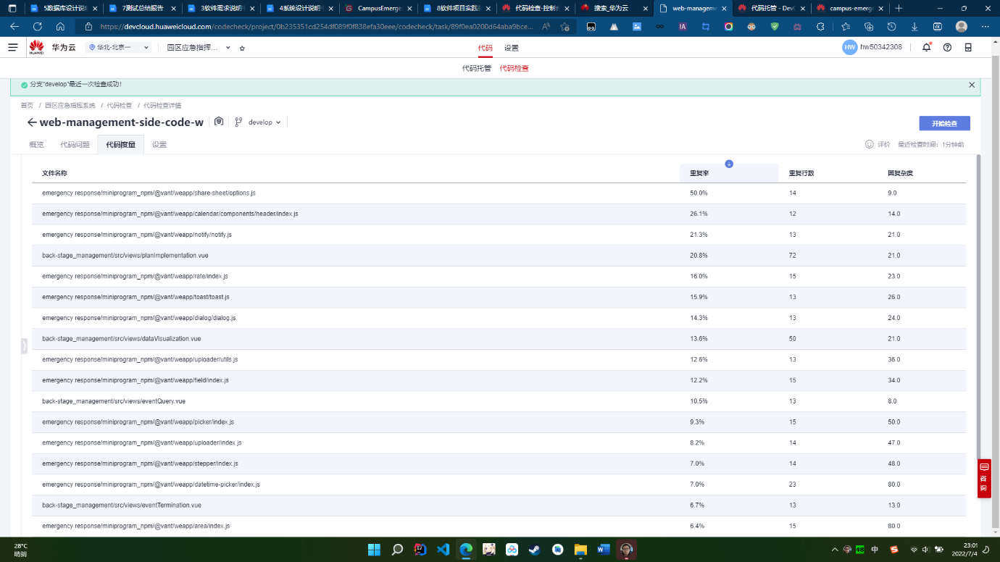 5数据库设计说明
7测试总结报告
3软件需求说明书
4系统设计说明书
CampusEmerge
8软件项目实践
代码检查-控制台
搜索_华为云
web-manageme
代码托管 - DevC
campus-emerge
https://devcloud.huaweicloud.com/codecheck/project/0b235351cd254df089f0f838efa30eee/codecheck/task/89f0ea0200d64aba9bce...
HUAWEI
华为云
华北-北京一
园区应急指挥...
代码
设置
HW
hw50342308
代码托管
代码检查
分支"develop"最近一次检查成功!
首页 / 园区应急指挥系统 / 代码检查 / 代码检查详情
web-management-side-code-w
develop
开始检查
概览
代码问题
代码度量
设置
评价
最近检查时间: 1分钟前
文件名称 重复率 重复行数 圈复杂度
emergency response/miniprogram_npm/@vant/weapp/share-sheet/options.js 50.0% 14 9.0
emergency response/miniprogram_npm/@vant/weapp/calendar/components/header/index.js 26.1% 12 14.0
emergency response/miniprogram_npm/@vant/weapp/notify/notify.js 21.3% 13 21.0
back-stage_management/src/views/planImplementation.vue 20.8% 72 21.0
emergency response/miniprogram_npm/@vant/weapp/rate/index.js 16.0% 15 23.0
emergency response/miniprogram_npm/@vant/weapp/toast/toast.js 15.9% 13 26.0
emergency response/miniprogram_npm/@vant/weapp/dialog/dialog.js 14.3% 13 24.0
back-stage_management/src/views/dataVisualization.vue 13.6% 50 21.0
emergency response/miniprogram_npm/@vant/weapp/uploader/utils.js 12.6% 13 36.0
emergency response/miniprogram_npm/@vant/weapp/field/index.js 12.2% 15 34.0
back-stage_management/src/views/eventQuery.vue 10.5% 13 8.0
emergency response/miniprogram_npm/@vant/weapp/picker/index.js 9.3% 15 50.0
emergency response/miniprogram_npm/@vant/weapp/uploader/index.js 8.2% 14 47.0
emergency response/miniprogram_npm/@vant/weapp/stepper/index.js 7.0% 14 48.0
emergency response/miniprogram_npm/@vant/weapp/datetime-picker/index.js 7.0% 23 80.0
back-stage_management/src/views/eventTermination.vue 6.7% 13 13.0
emergency response/miniprogram_npm/@vant/weapp/area/index.js 6.4% 15 80.0
咨询
28°C
晴朗
48
中
23:01
2022/7/4